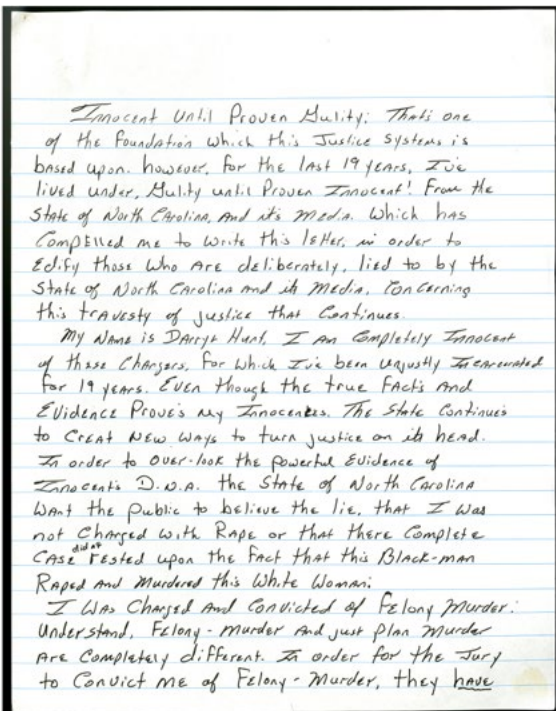 Innocent Until Proven Gulity; Thats one
of the Foundation which this Justice Systems is
based upon. however, For the last 19 years, I've
lived under, Gulity until Proven Innocent! From the
State of North Carolina, And its Media. Which has
Compelled me to write this letter, in order to
Edify those Who Are deliberately, lied to by the
State of North Carolina and its Media, Concerning
this travesty of justice that Continues.
My Name is Darryl Hunt, I Am Completely Innocent
of these Chargers, For which I've been unjustly Incarcerated
for 19 years. Even though the true Facts And
Evidence Prove's my Innocentes. The State Continues
to Creat New Ways to turn justice on its head.
In order to over-look the powerful Evidence of
Innocents D.N.A. the State of North Carolina
Want the Public to believe the lie, that I Was
not Charged with Rape or that there Complete
CASE did not rested upon the Fact that this Black-man
Raped And Murdered this White Woman;
I Was Charged And Convicted of Felony Murder:
Understand, Felony-Murder And just plan Murder
Are Completely different. In order for the Jury
to Convict me of Felony-Murder, they have